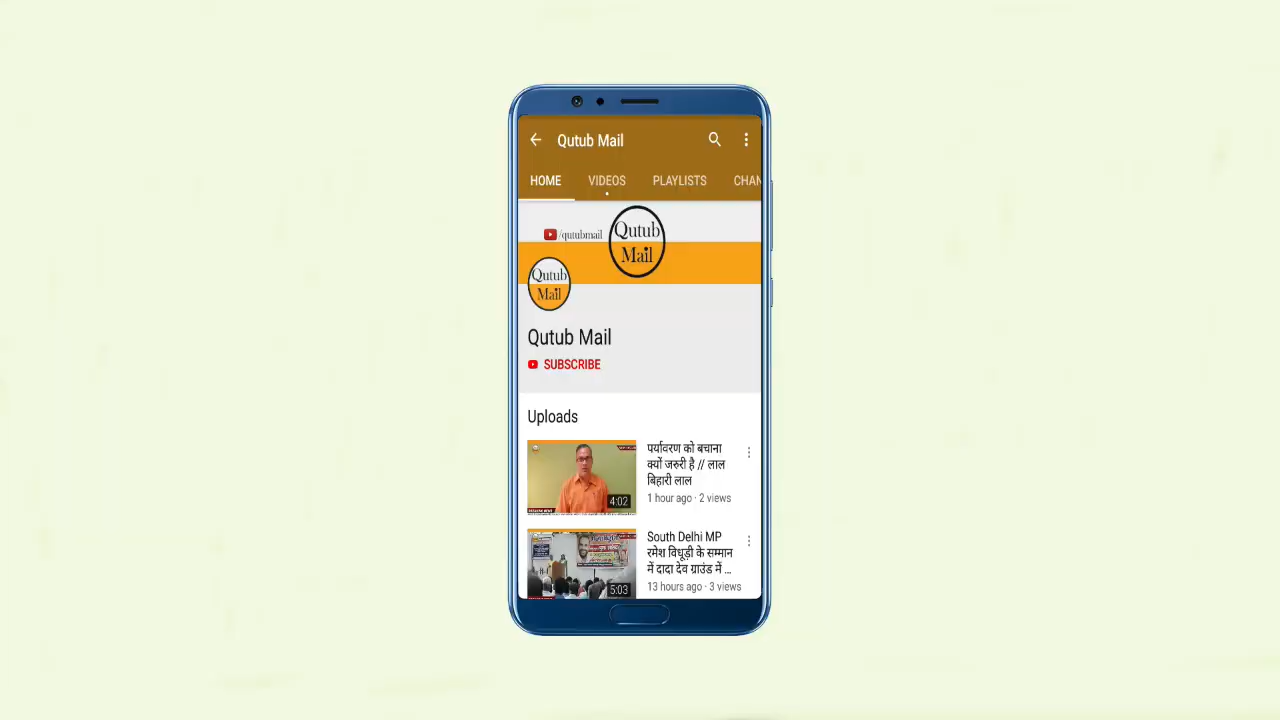 Qutub Mail
HOME VIDEOS PLAYLISTS CHAN
/qutubmail
Qutub
Mail
Qutub
Mail
Qutub Mail
SUBSCRIBE
Uploads
4:02
पर्यावरण को बचाना
क्यों जरुरी है // लाल
बिहारी लाल
1 hour ago · 2 views
5:03
South Delhi MP
रमेश विधूड़ी के सम्मान
में दादा देव ग्राउंड में ...
13 hours ago · 3 views